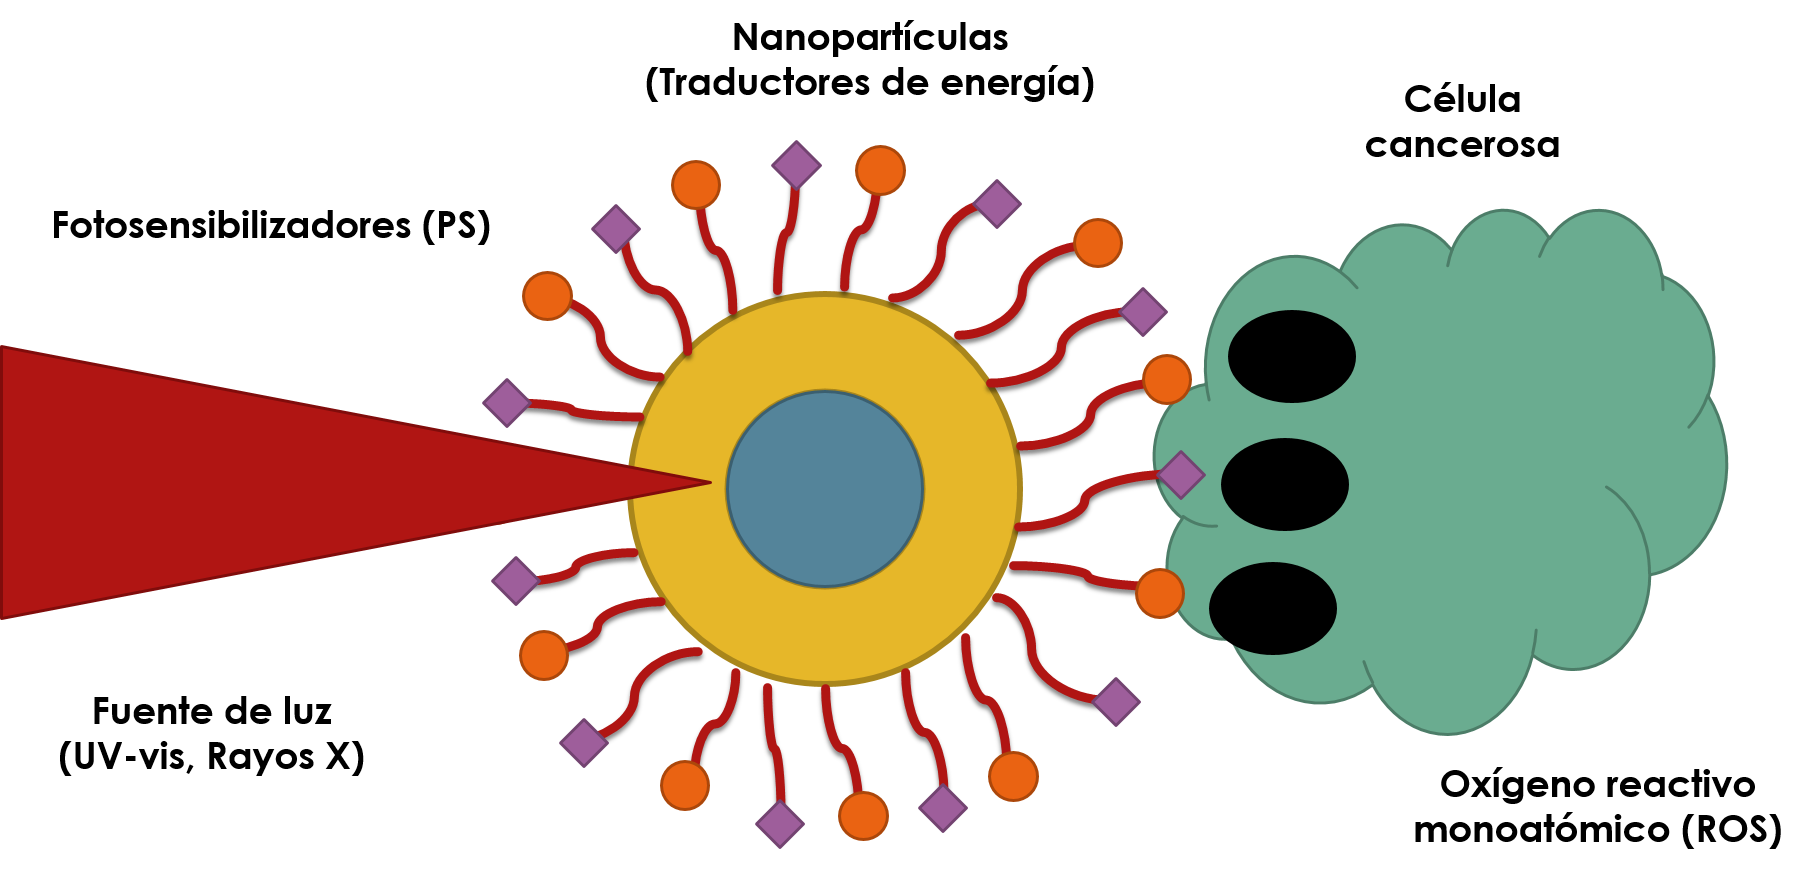 Nanopartículas
(Traductores de energía)
Célula
cancerosa
Fotosensibilizadores (PS)
Fuente de luz
(UV-vis, Rayos X)
Oxígeno reactivo
monoatómico (ROS)